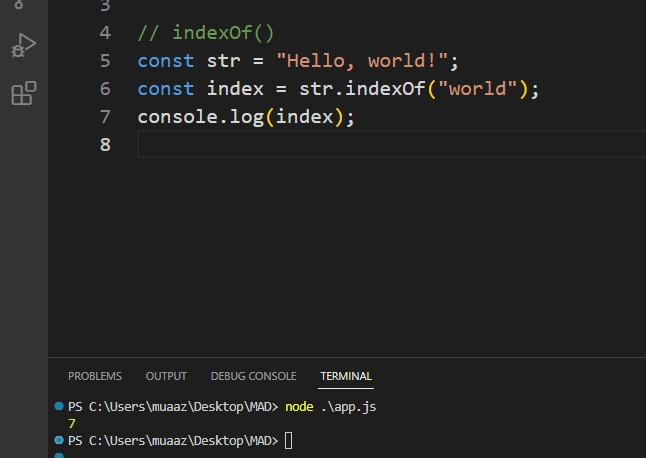 3
4 // indexOf()
5 const str = "Hello, world!";
6 const index = str.indexOf("world");
7 console.log(index);
8
PROBLEMS OUTPUT DEBUG CONSOLE TERMINAL
PS C:\Users\muaaz\Desktop\MAD> node .\app.js
7
PS C:\Users\muaaz\Desktop\MAD>